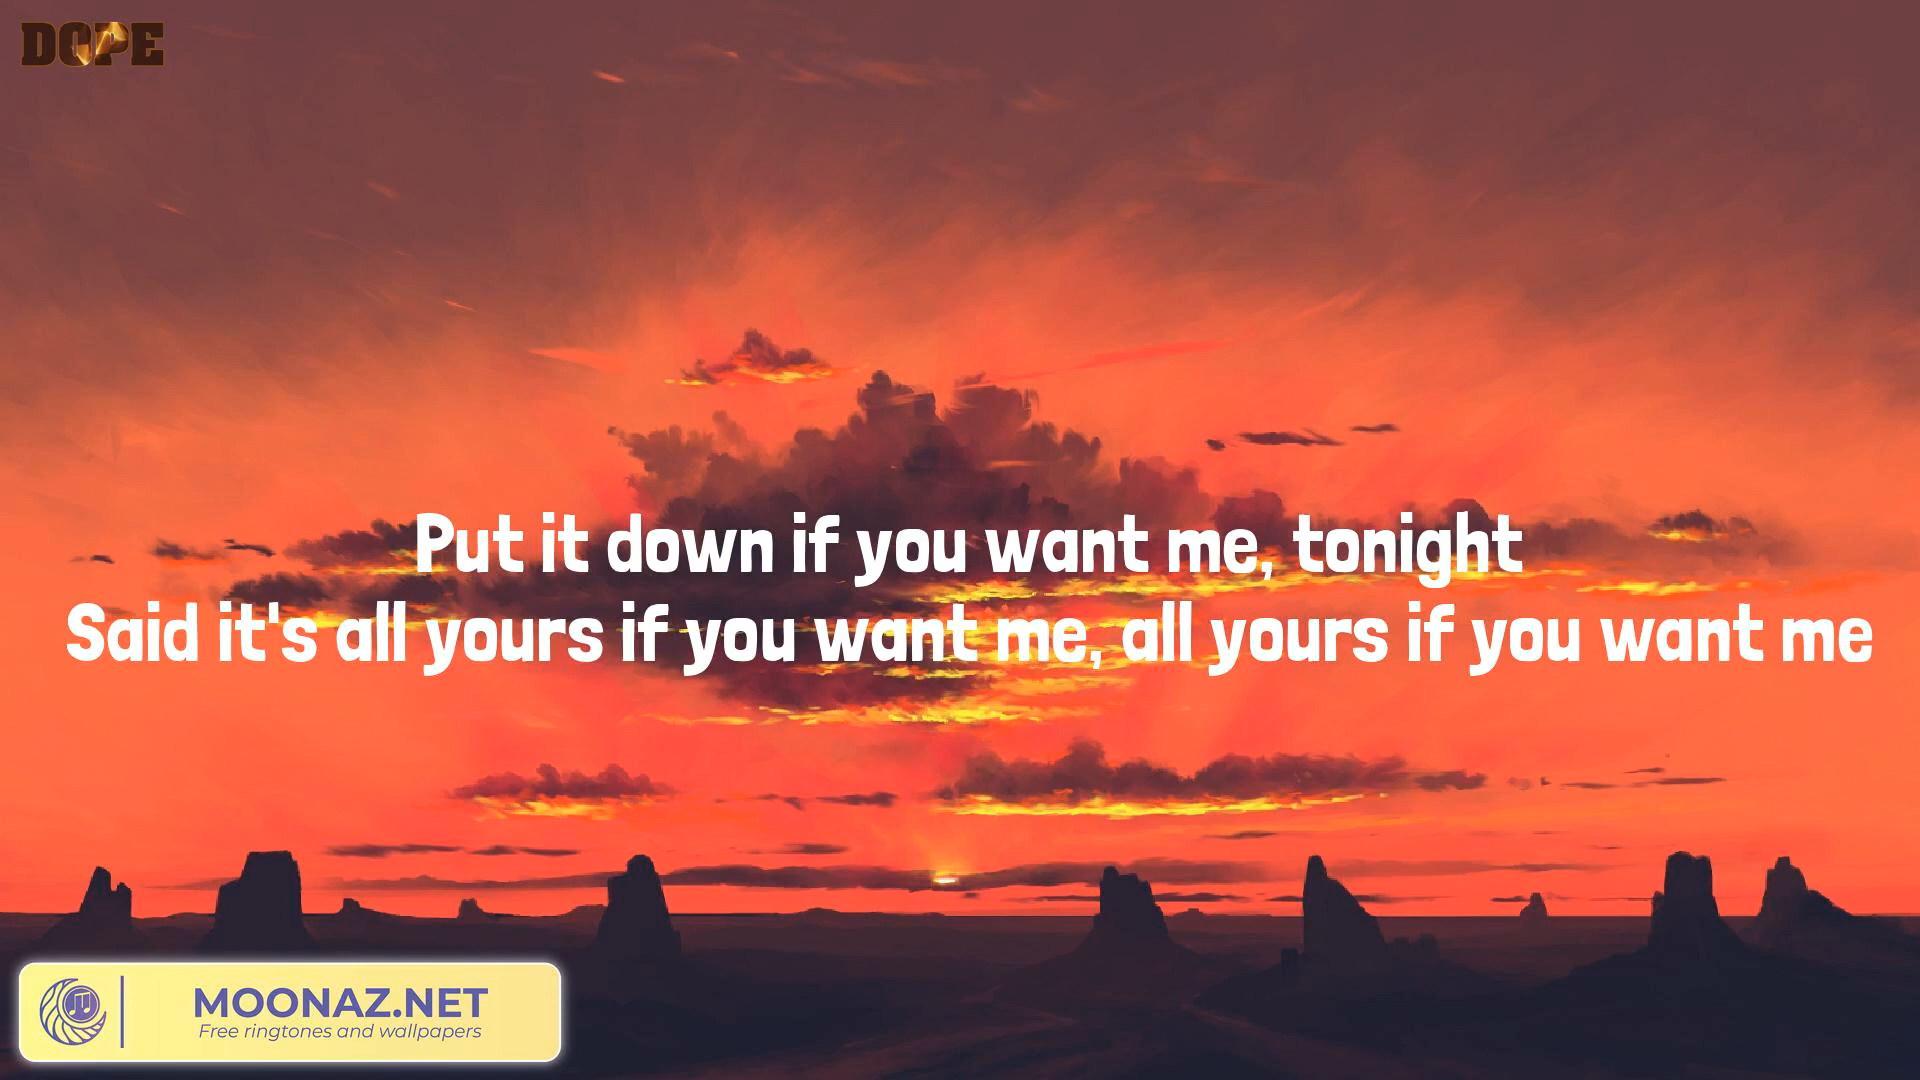 DOPE
Put it down if you want me, tonight
Said it's all yours if you want me, all yours if you want me
MOONAZ.NET
Free ringtones and wallpapers